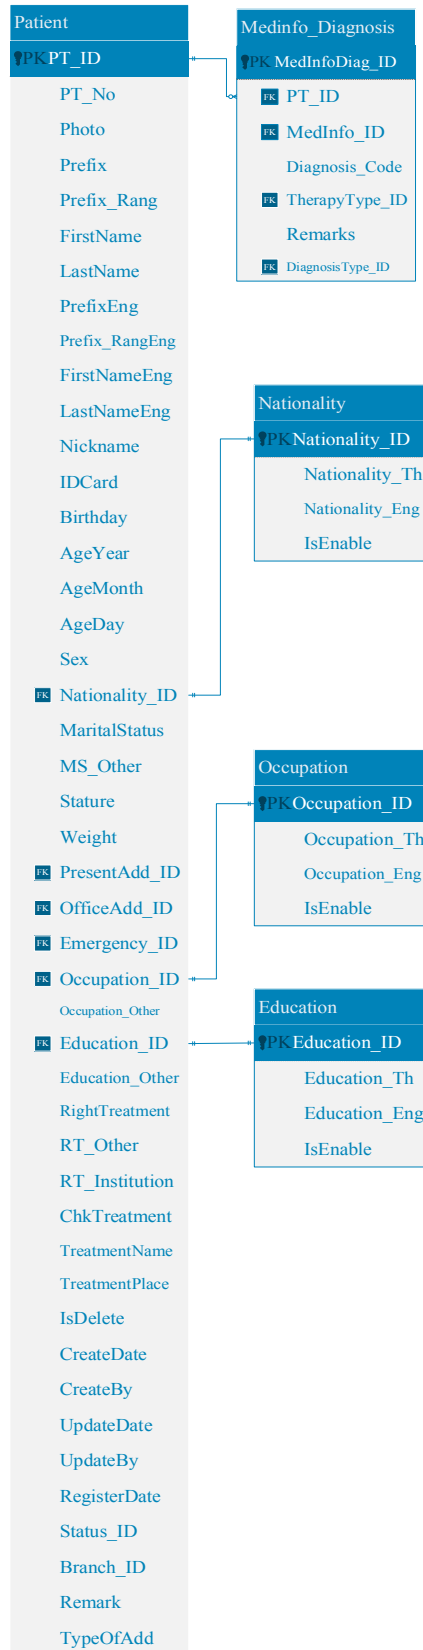 Patient
PK PT_ID
PT_No
Photo
Prefix
Prefix_Rang
FirstName
LastName
PrefixEng
Prefix_RangEng
FirstNameEng
LastNameEng
Nickname
IDCard
Birthday
AgeYear
AgeMonth
AgeDay
Sex
FK Nationality_ID
MaritalStatus
MS_Other
Stature
Weight
FK PresentAdd_ID
FK OfficeAdd_ID
FK Emergency_ID
FK Occupation_ID
Occupation_Other
FK Education_ID
Education_Other
RightTreatment
RT_Other
RT_Institution
ChkTreatment
TreatmentName
TreatmentPlace
IsDelete
CreateDate
CreateBy
UpdateDate
UpdateBy
RegisterDate
Status_ID
Branch_ID
Remark
TypeOfAdd
Medinfo_Diagnosis
PK MedInfoDiag_ID
FK PT_ID
FK MedInfo_ID
Diagnosis_Code
FK TherapyType_ID
Remarks
FK DiagnosisType_ID
Nationality
PK Nationality_ID
Nationality_Th
Nationality_Eng
IsEnable
Occupation
PK Occupation_ID
Occupation_Th
Occupation_Eng
IsEnable
Education
PK Education_ID
Education_Th
Education_Eng
IsEnable